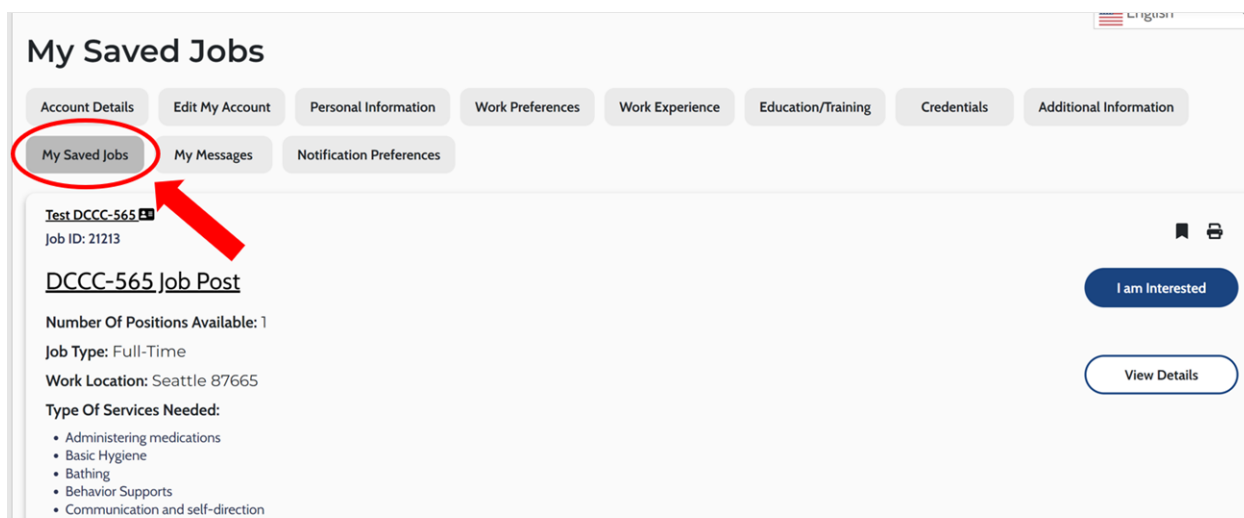 English
My Saved Jobs
Account Details Edit My Account Personal Information Work Preferences Work Experience Education/Training Credentials Additional Information
My Saved Jobs My Messages Notification Preferences
Test DCCC-565
Job ID: 21213
DCCC-565 Job Post
I am Interested
Number Of Positions Available: 1
Job Type: Full-Time
Work Location: Seattle 87665
View Details
Type Of Services Needed:
• Administering medications
• Basic Hygiene
• Bathing
• Behavior Supports
• Communication and self-direction